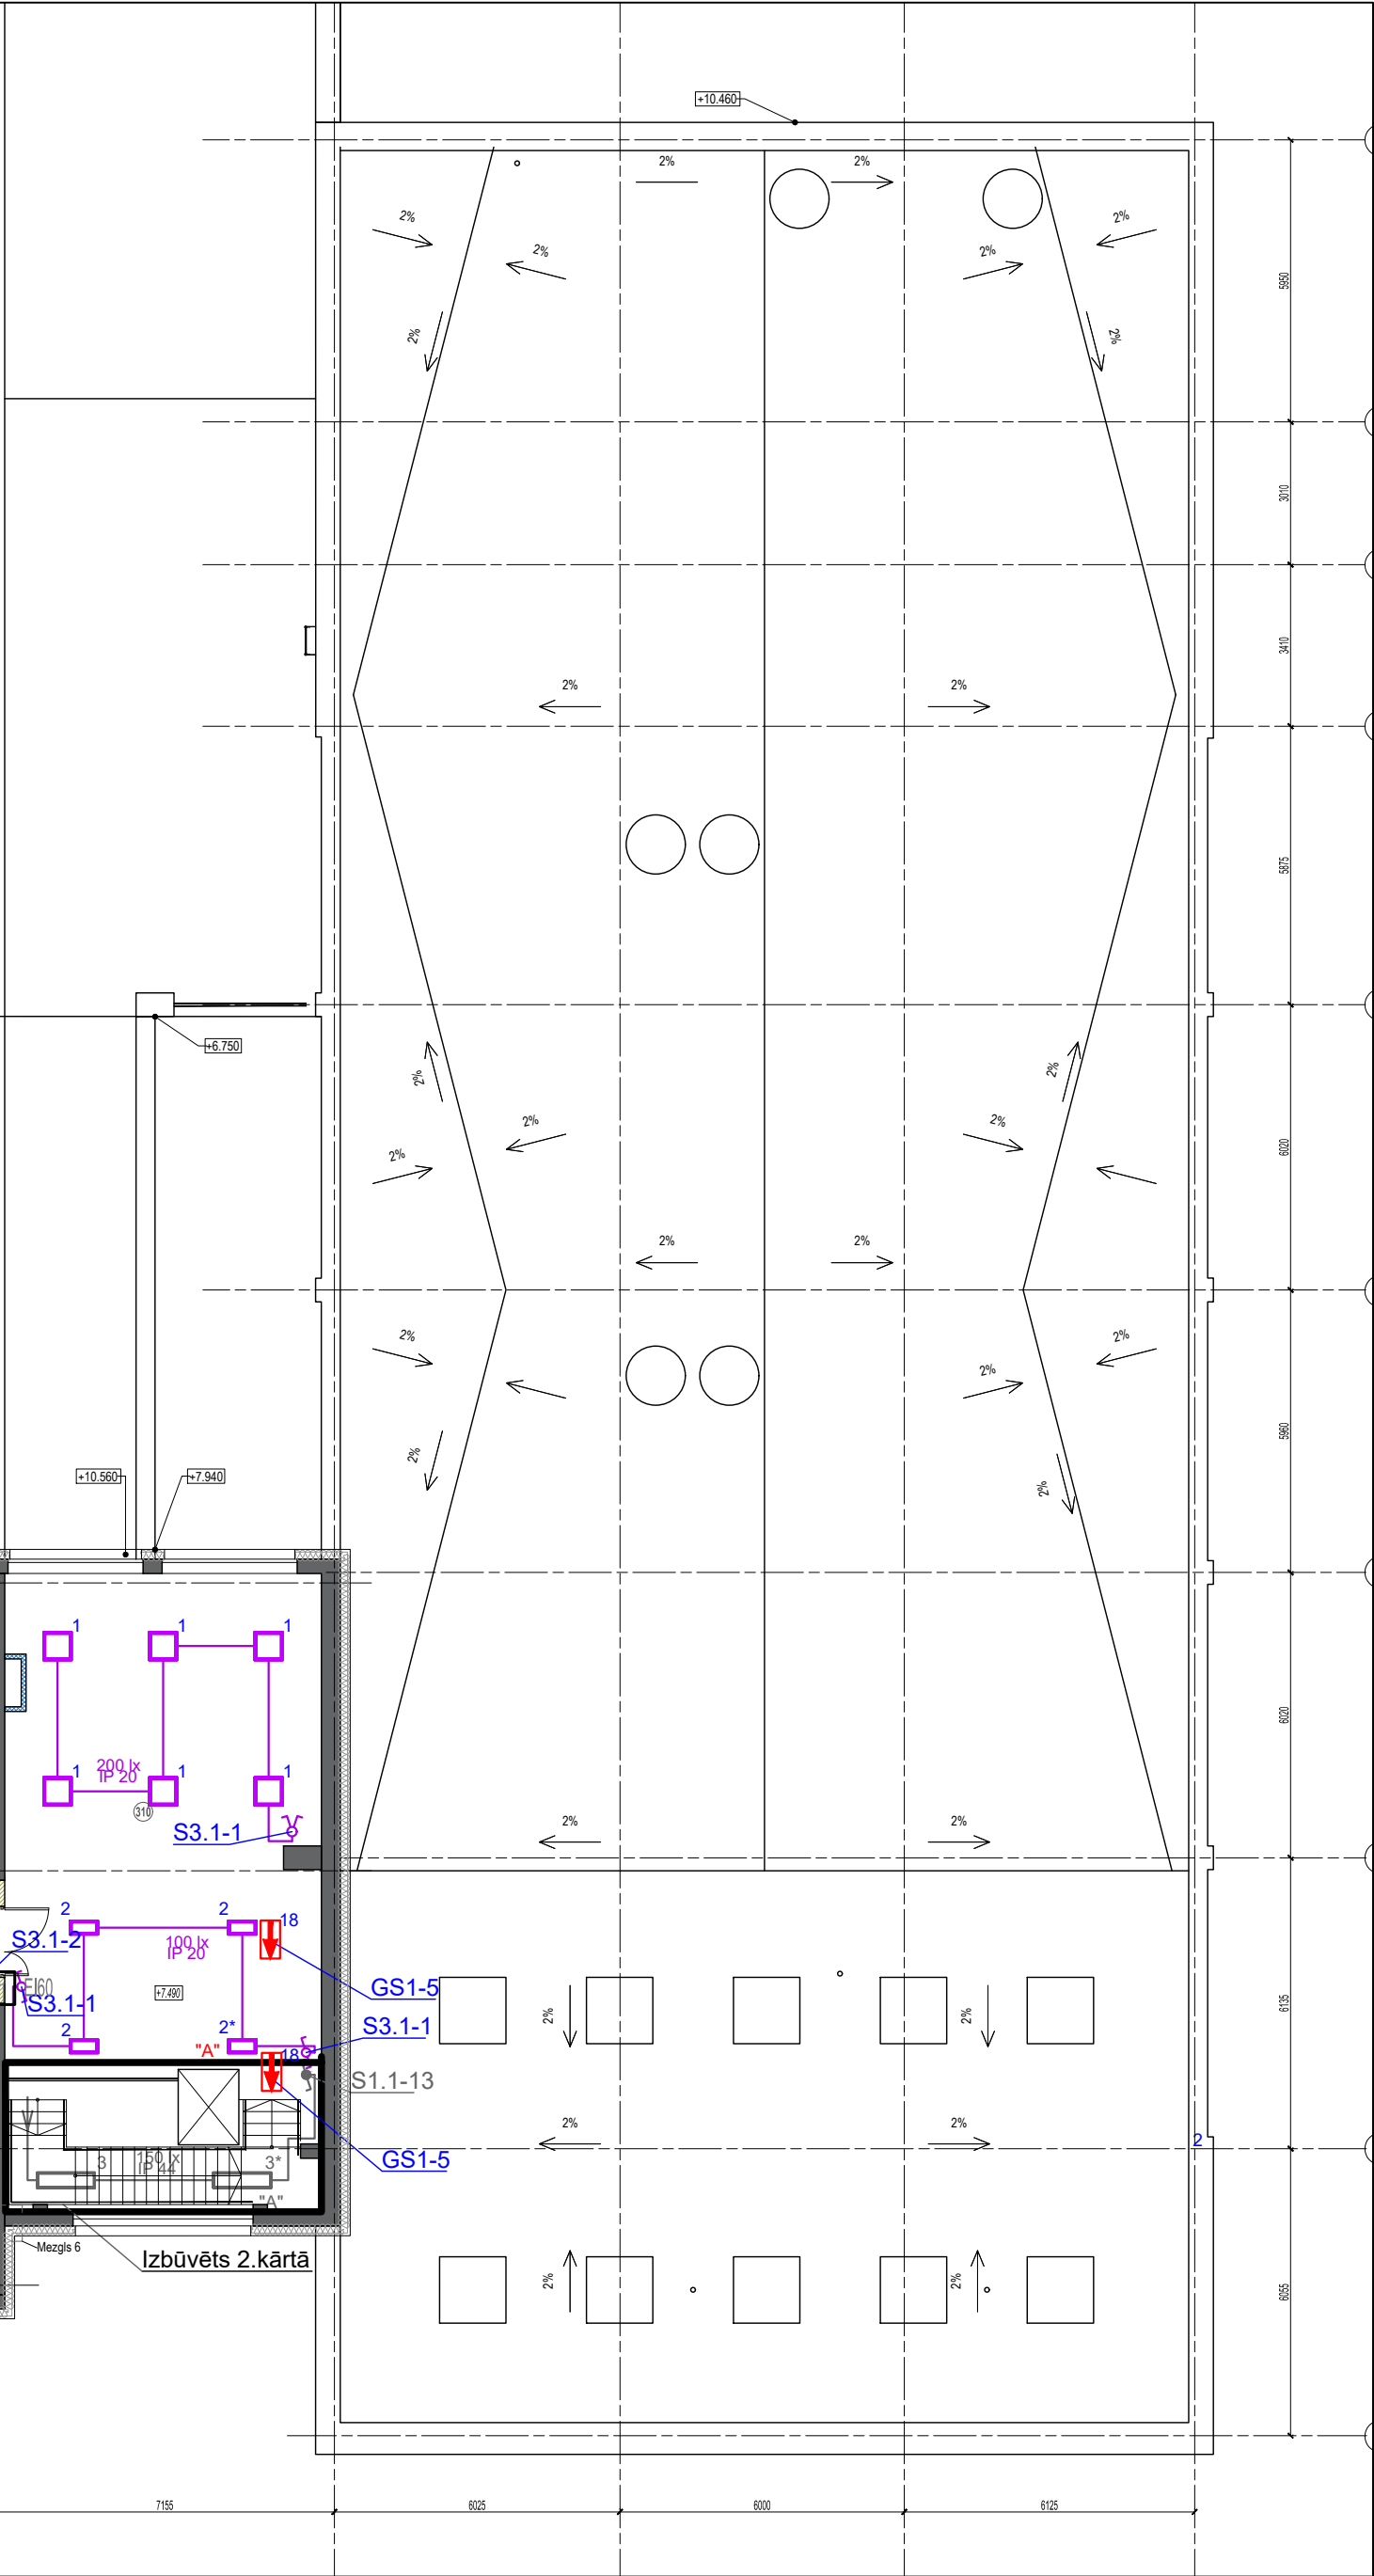 +10.460
2% 2%
2% 2% 2% 2%
5950
2% 2%
3010
3410
2% 2%
5875
+6.750
2% 2%
2% 2%
2%
6020
2% 2%
2% 2%
2%
5960
2% 2%
+10.560 +7.940
1 1 1
6020
200 lx
IP 20
1 1 1
310
S3.1-1
2% 2%
2 2 18
S3.1-2
100 lx
IP 20
EI60
+7.490
GS1-5
S3.1-1
2% 2%
6135
2 2*
S3.1-1
"A" 18
S1.1-13
2% 2%
2
GS1-5
3 150 lx
IP 44
3*
"A"
Mezgls 6
Izbūvēts 2.kārtā
2% 2%
6055
7155 6025 6000 6125